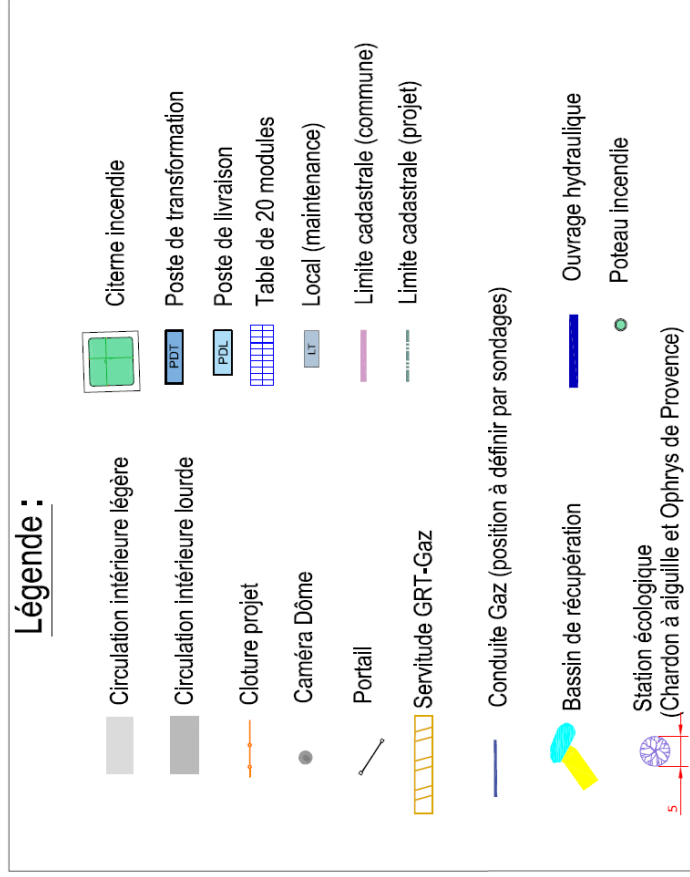 Légende :
Circulation intérieure légère
Circulation intérieure lourde
Cloture projet
Caméra Dôme
Portail
Servitude GRT-Gaz
Conduite Gaz (position à définir par sondages)
Bassin de récupération
Station écologique
(Chardon à aiguille et Ophrys de Provence)
5
Citerne incendie
PDT
Poste de transformation
PDL
Poste de livraison
Table de 20 modules
LT
Local (maintenance)
Limite cadastrale (commune)
Limite cadastrale (projet)
Ouvrage hydraulique
Poteau incendie